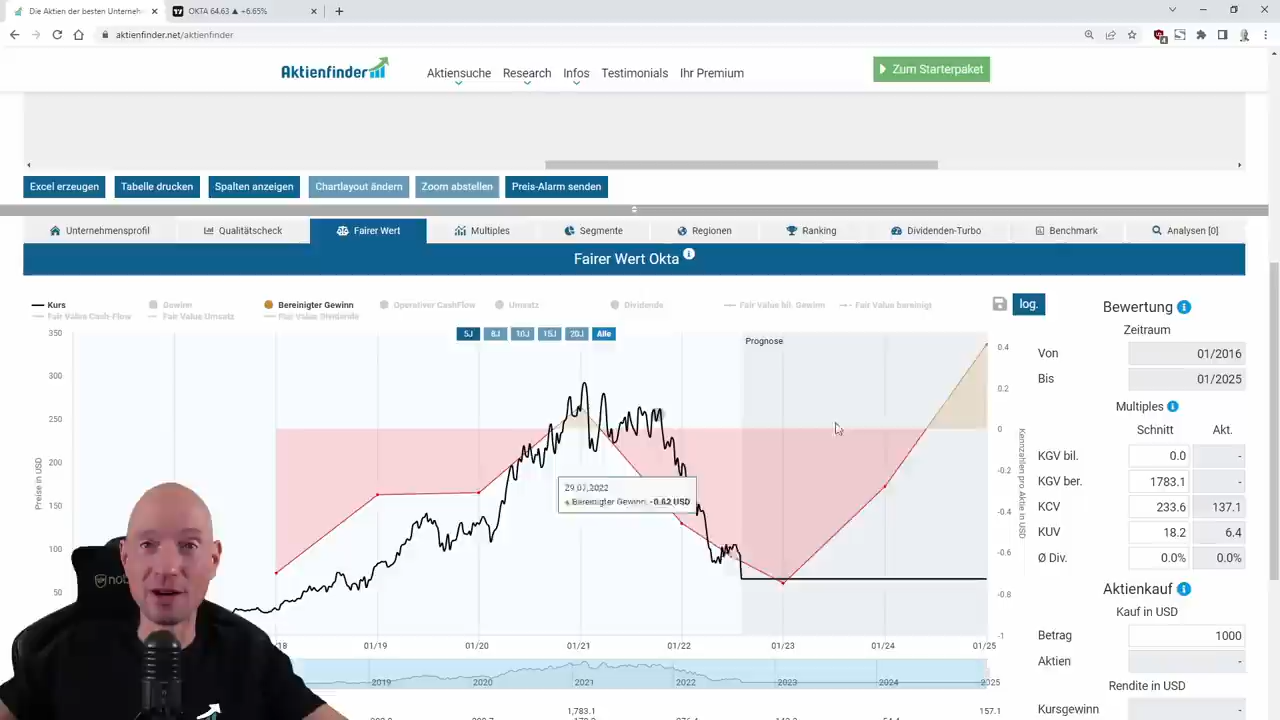 Die Aktien der besten Unterneh
OKTA 64.63 ▲ +6.65%
aktienfinder.net/aktienfinder
Aktienfinder
Aktiensuche Research Infos Testimonials Ihr Premium
Zum Starterpaket
Excel erzeugen Tabelle drucken Spalten anzeigen Chartlayout ändern Zoom abstellen Preis-Alarm senden
Unternehmensprofil Qualitätscheck Fairer Wert Multiples Segmente Regionen Ranking Dividenden-Turbo Benchmark Analysen [0]
Fairer Wert Okta
Kurs Gewinn Bereinigter Gewinn Operativer CashFlow Umsatz Dividende Fair Value bil. Gewinn Fair Value bereinigt
Fair Value Cash-Flow Fair Value Umsatz Fair Value Dividende
log.
5J 8J 10J 15J 20J Alle
Prognose
350
300
250
200
150
100
50
Preise in USD
0.4
0.2
0
-0.2
-0.4
-0.6
-0.8
-1
Kennzahlen pro Aktie in USD
29.07.2022
Bereinigter Gewinn: -0.62 USD
/18 01/19 01/20 01/21 01/22 01/23 01/24 01/25
2019 2020 2021 2022 2023 2024 2025
1,783.1 157.1
Bewertung
Zeitraum
Von 01/2016
Bis 01/2025
Multiples
Schnitt Akt.
KGV bil. 0.0 -
KGV ber. 1783.1 -
KCV 233.6 137.1
KUV 18.2 6.4
Ø Div. 0.0% 0.0%
Aktienkauf
Kauf in USD
Betrag 1000
Aktien -
Rendite in USD
Kursgewinn -